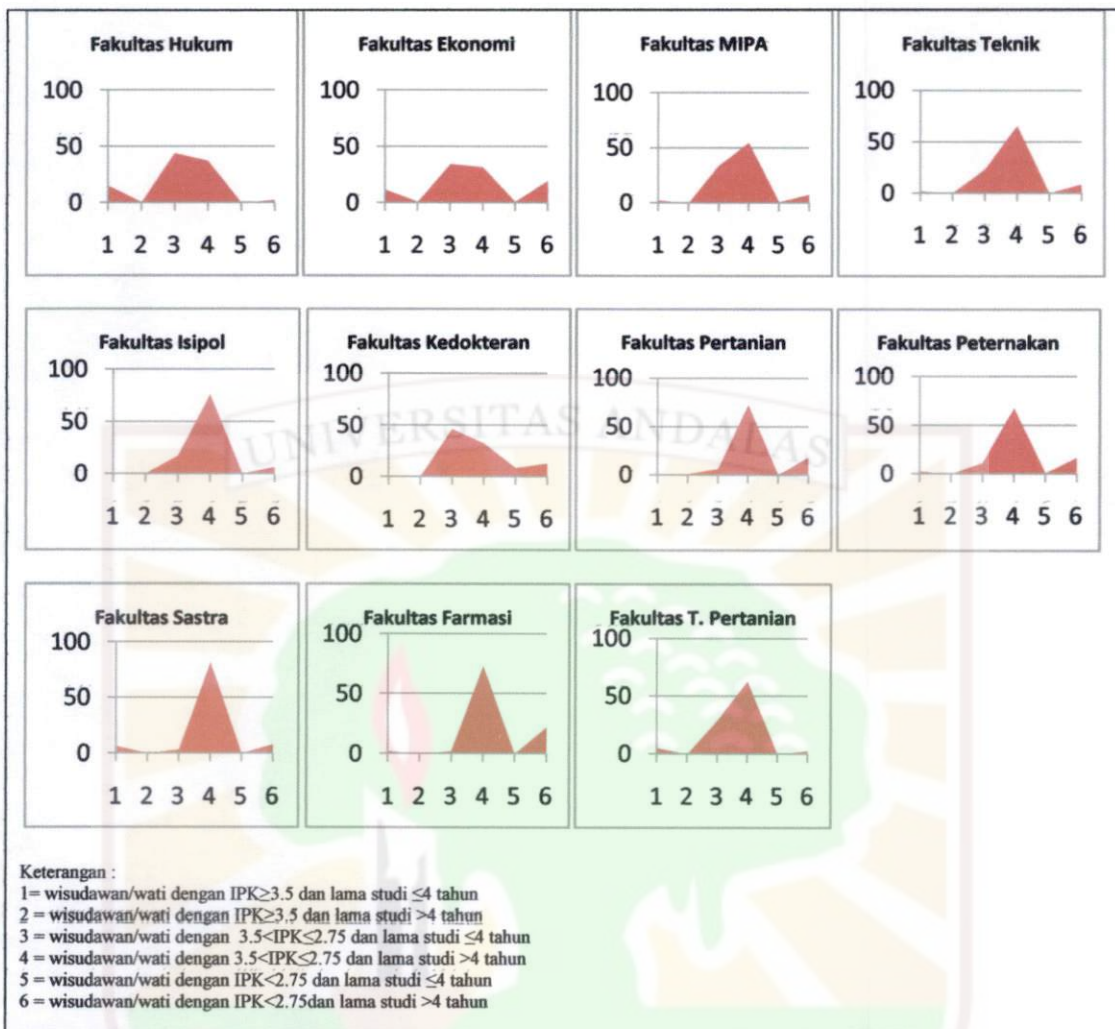 Fakultas Hukum
100
50
0
1 2 3 4 5 6
Fakultas Ekonomi
100
50
0
1 2 3 4 5 6
Fakultas MIPA
100
50
0
1 2 3 4 5 6
Fakultas Teknik
100
50
0
1 2 3 4 5 6
Fakultas Isipol
100
50
0
1 2 3 4 5 6
Fakultas Kedokteran
100
50
0
1 2 3 4 5 6
Fakultas Pertanian
100
50
0
1 2 3 4 5 6
Fakultas Peternakan
100
50
0
1 2 3 4 5 6
UNIVERSITAS ANDALAS
Fakultas Sastra
100
50
0
1 2 3 4 5 6
Fakultas Farmasi
100
50
0
1 2 3 4 5 6
Fakultas T. Pertanian
100
50
0
1 2 3 4 5 6
Keterangan :
1= wisudawan/wati dengan IPK≥3.5 dan lama studi ≤4 tahun
2 = wisudawan/wati dengan IPK≥3.5 dan lama studi >4 tahun
3 = wisudawan/wati dengan 3.5<IPK≤2.75 dan lama studi ≤4 tahun
4 = wisudawan/wati dengan 3.5<IPK≤2.75 dan lama studi >4 tahun
5 = wisudawan/wati dengan IPK<2.75 dan lama studi ≤4 tahun
6 = wisudawan/wati dengan IPK<2.75dan lama studi >4 tahun